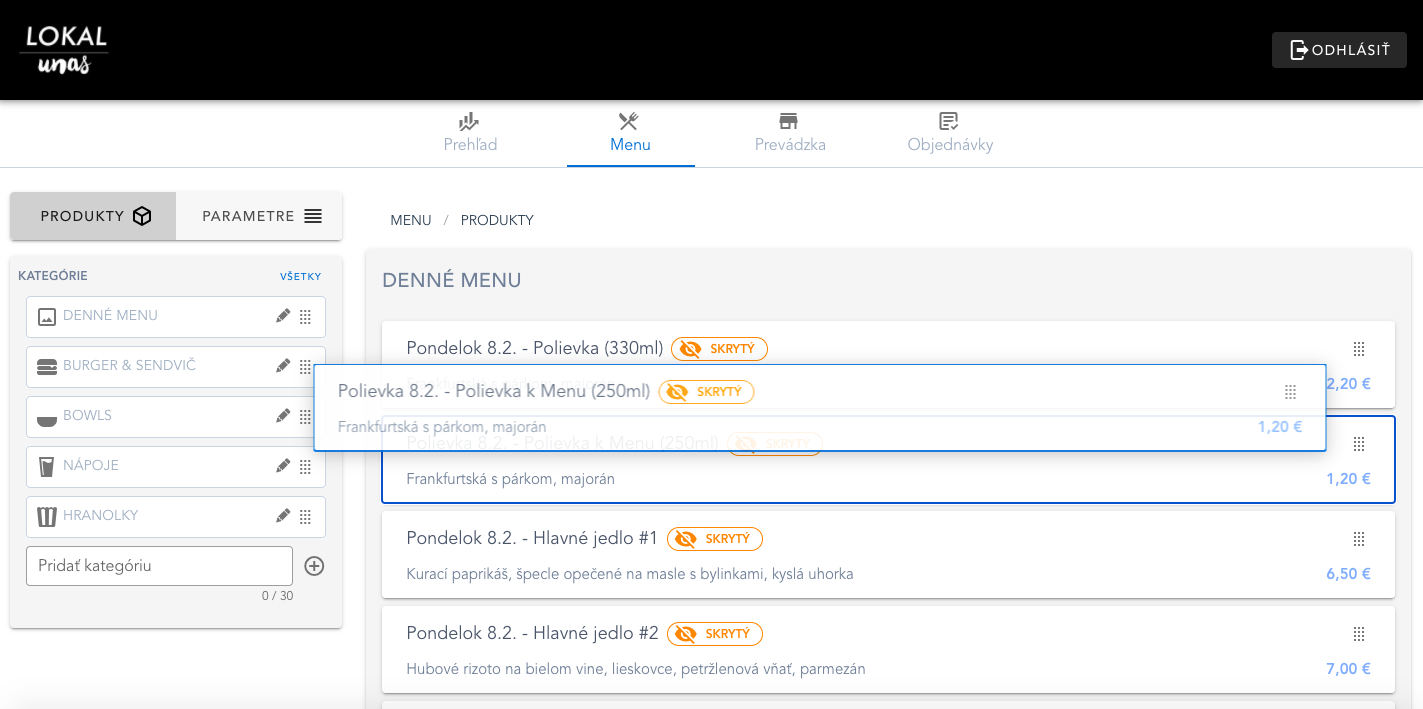 LOKAL
unas
ODHLÁSIŤ
Prehľad
Menu
Prevádzka
Objednávky
PRODUKTY
PARAMETRE
MENU / PRODUKTY
KATEGÓRIE
VŠETKY
DENNÉ MENU
BURGER & SENDVIČ
BOWLS
NÁPOJE
HRANOLKY
Pridať kategóriu
0 / 30
DENNÉ MENU
Pondelok 8.2. - Polievka (330ml) SKRYTÝ
2,20 €
Polievka 8.2. - Polievka k Menu (250ml) SKRYTÝ
Frankfurtská s párkom, majorán 1,20 €
Polievka 8.2. - Polievka k Menu (250ml) SKRYTÝ
Frankfurtská s párkom, majorán 1,20 €
Pondelok 8.2. - Hlavné jedlo #1 SKRYTÝ
Kurací paprikáš, špecle opečené na masle s bylinkami, kyslá uhorka 6,50 €
Pondelok 8.2. - Hlavné jedlo #2 SKRYTÝ
Hubové rizoto na bielom vine, lieskovce, petržlenová vňať, parmezán 7,00 €